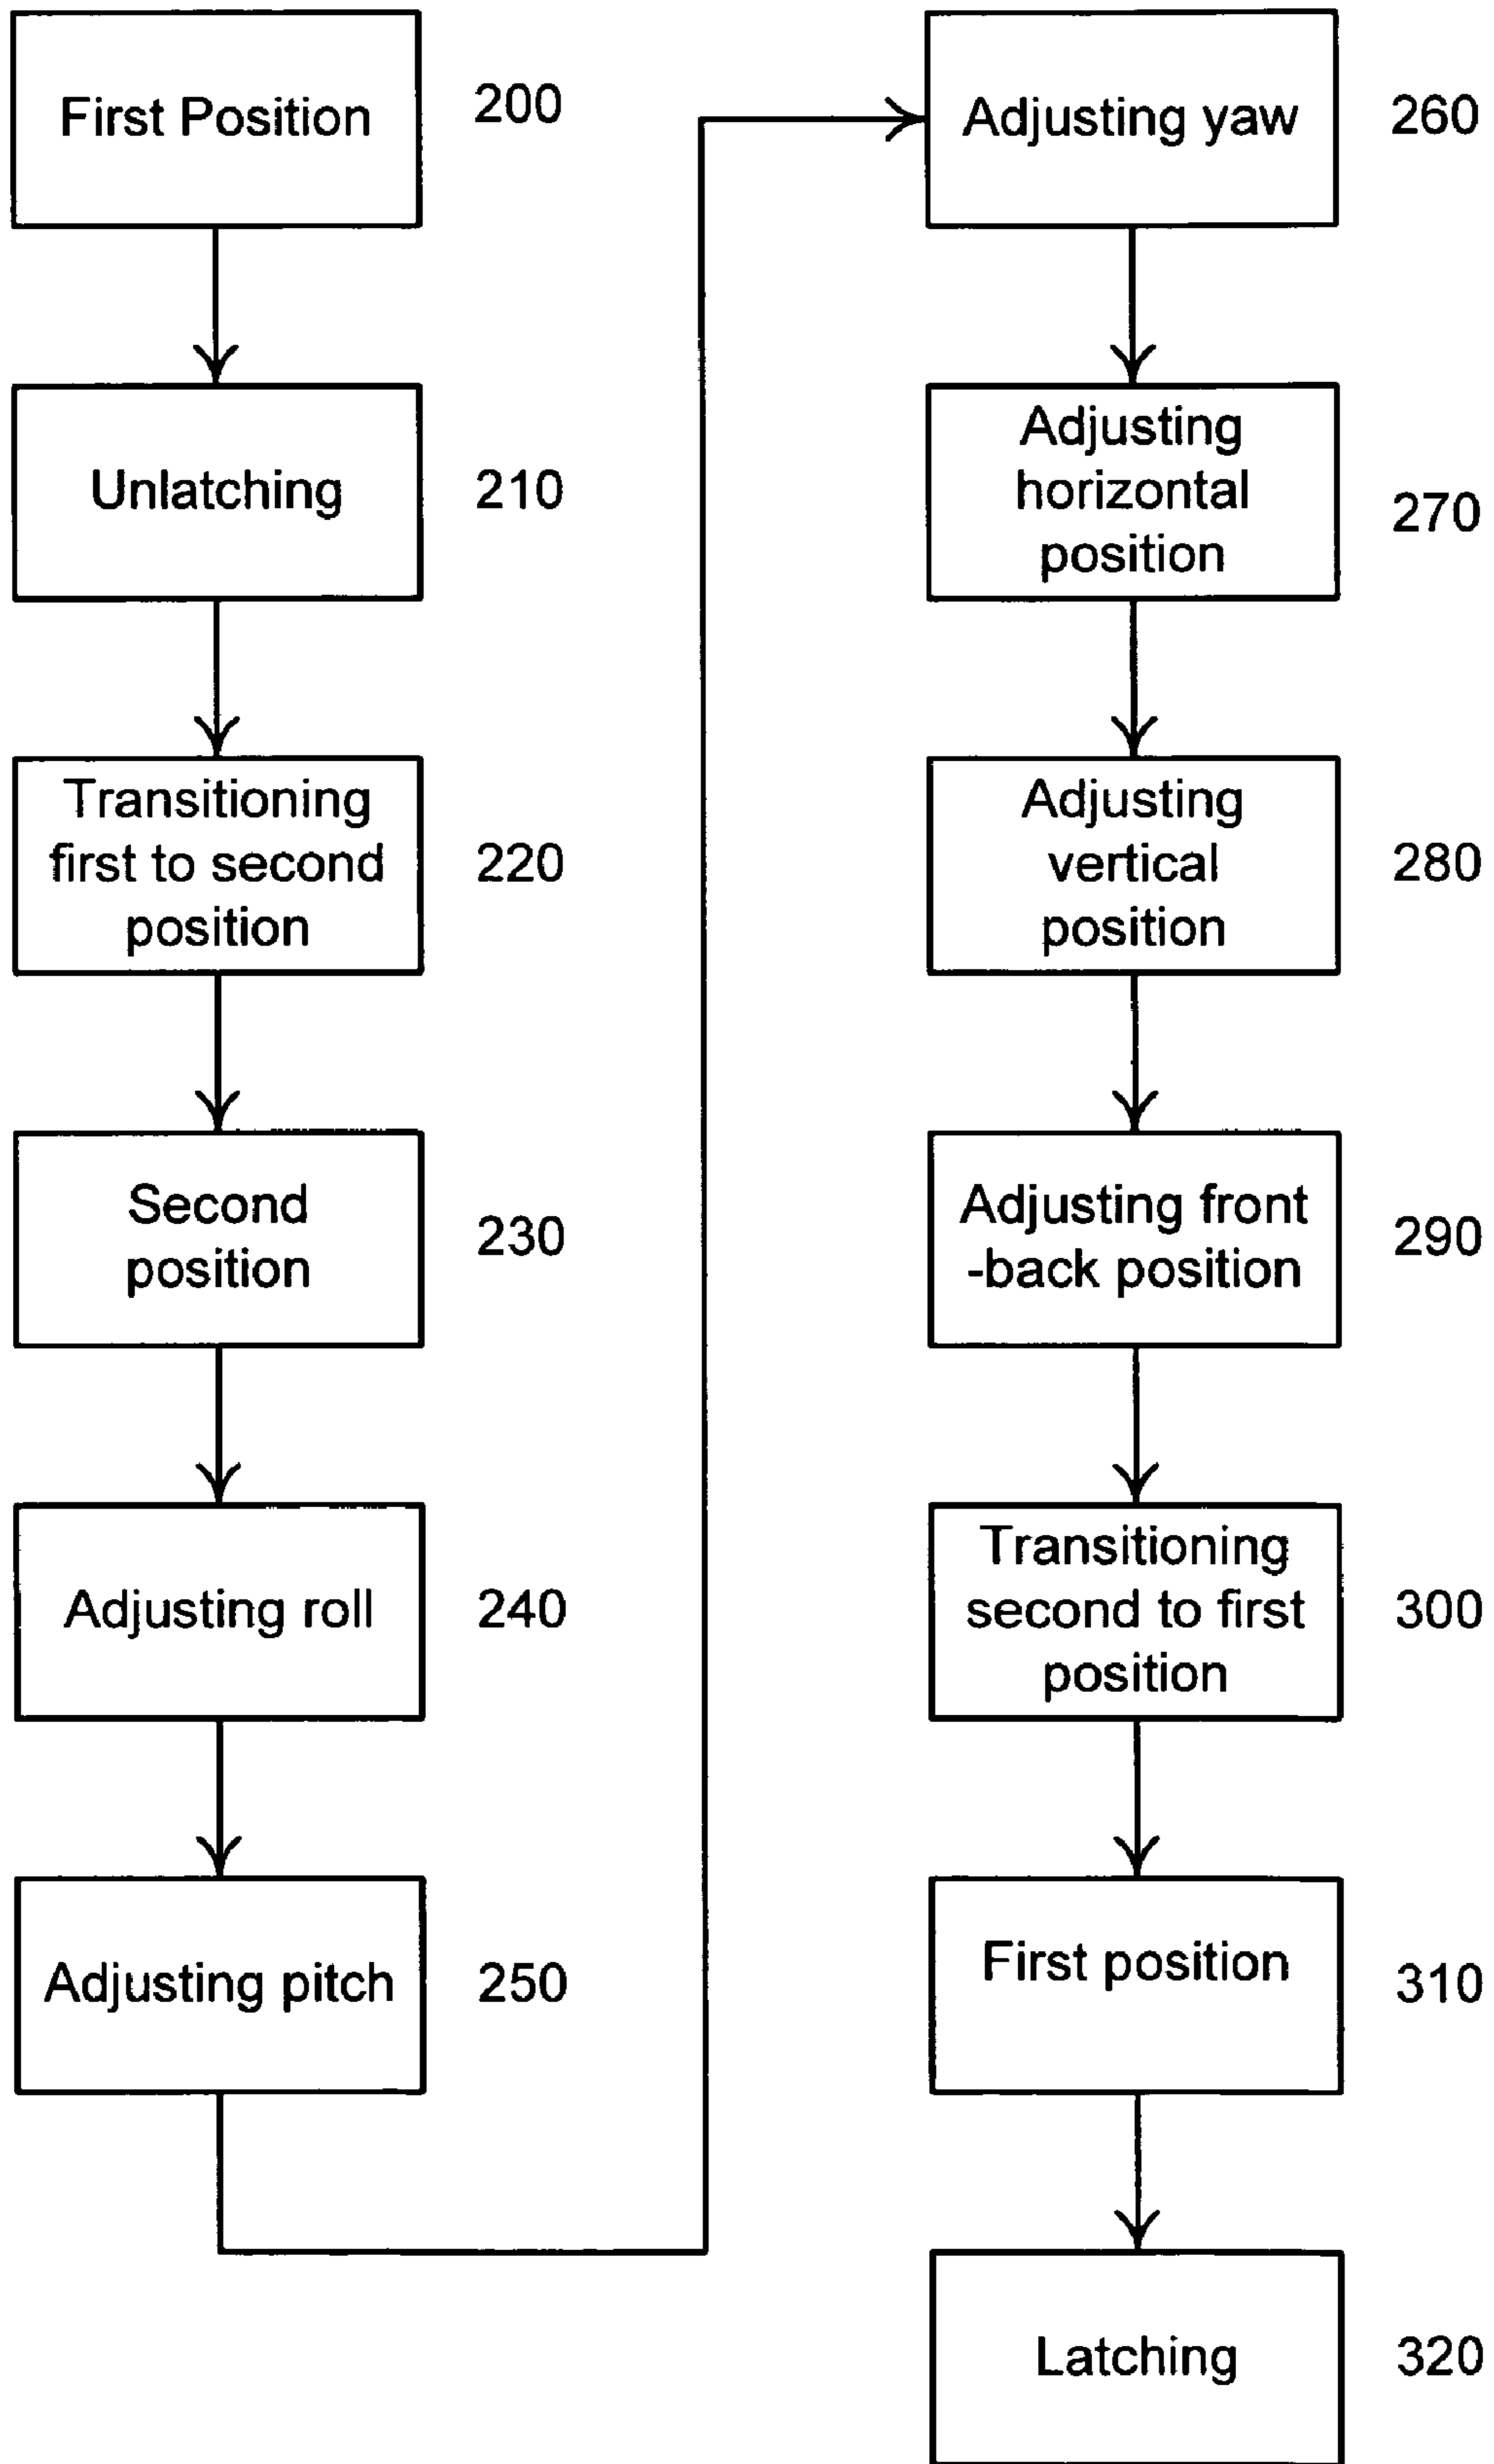 First Position
200
Unlatching
210
Transitioning
first to second
position
220
Second
position
230
Adjusting roll
240
Adjusting pitch
250
Adjusting yaw
260
Adjusting
horizontal
position
270
Adjusting
vertical
position
280
Adjusting front
-back position
290
Transitioning
second to first
position
300
First position
310
Latching
320